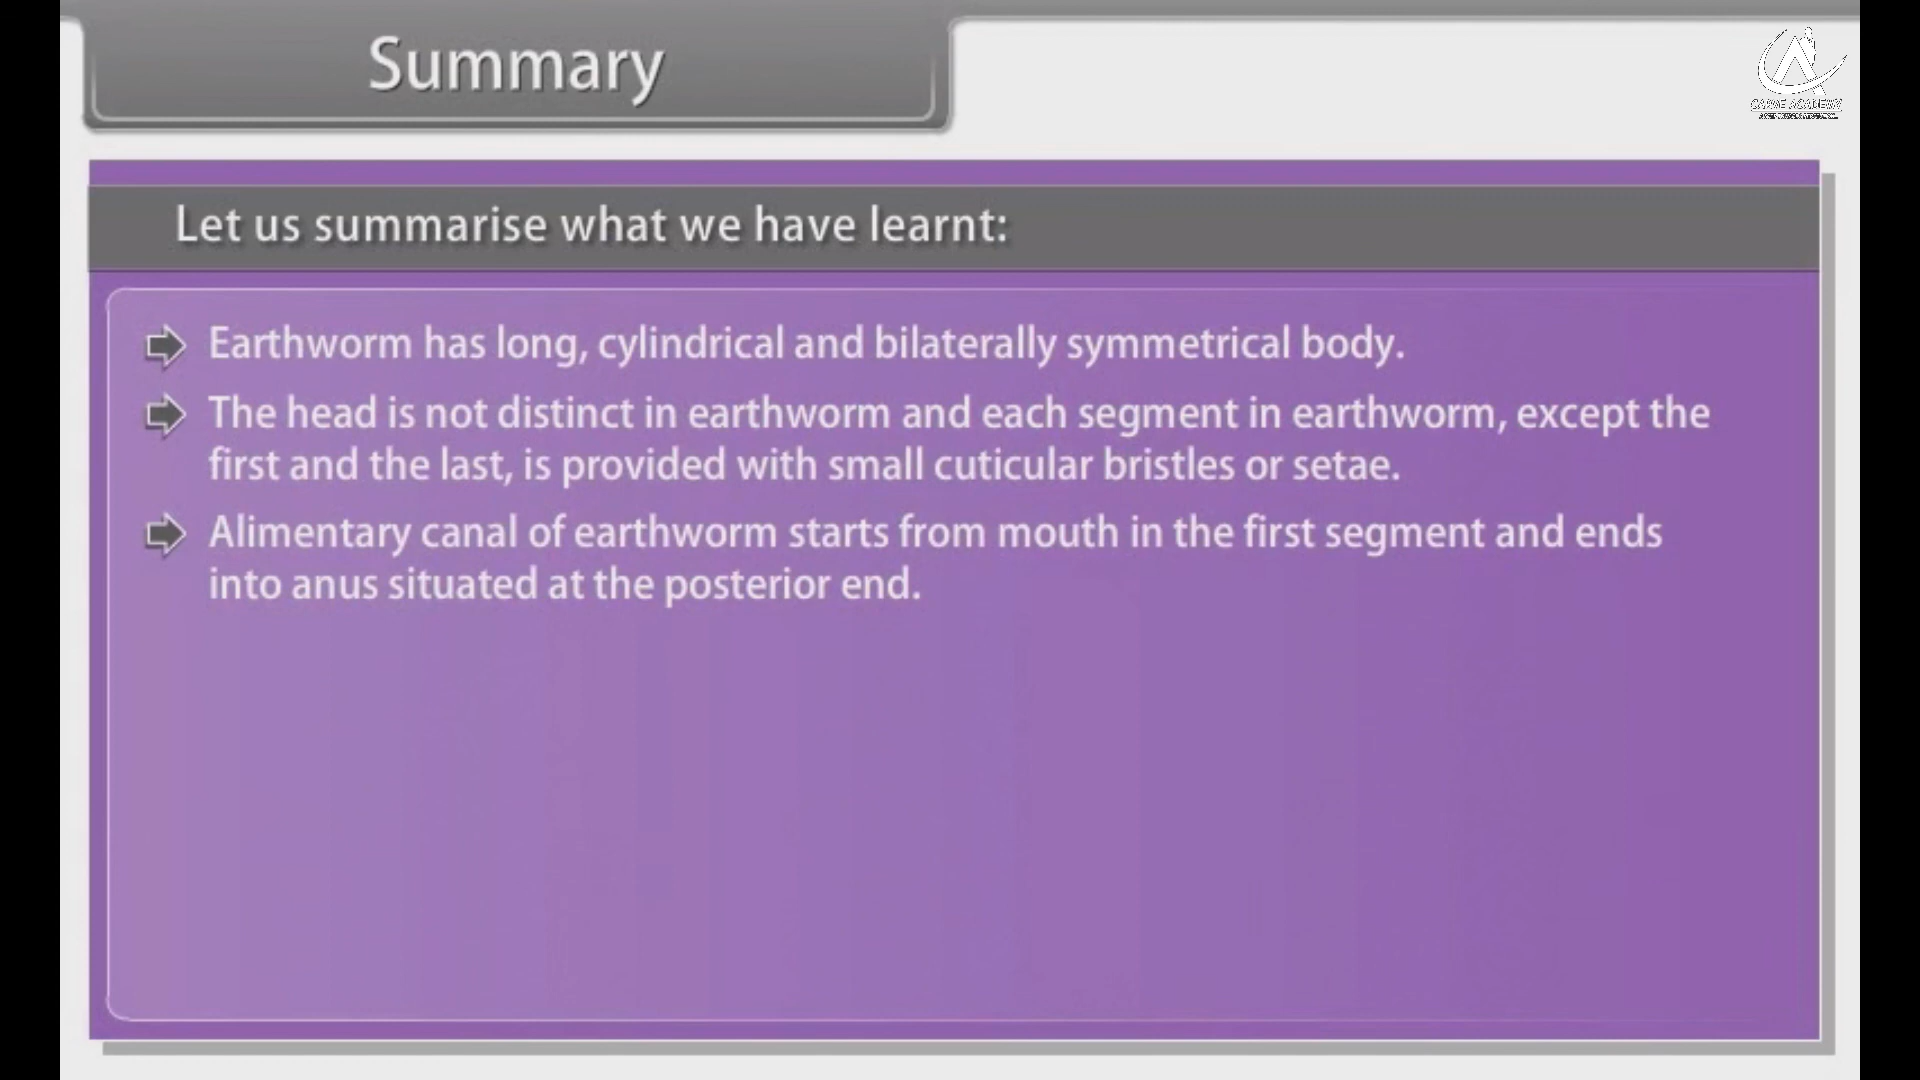 Summary
CARVE ACADEMY
Let us summarise what we have learnt:
Earthworm has long, cylindrical and bilaterally symmetrical body.
The head is not distinct in earthworm and each segment in earthworm, except the
first and the last, is provided with small cuticular bristles or setae.
Alimentary canal of earthworm starts from mouth in the first segment and ends
into anus situated at the posterior end.